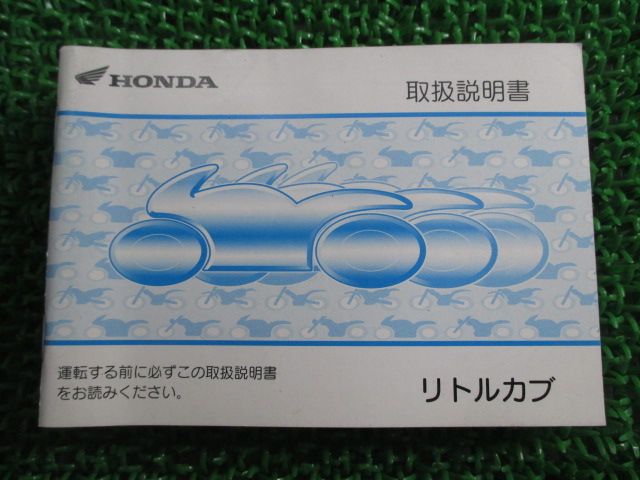 HONDA
取扱説明書
運転する前に必ずこの取扱説明書
をお読みください。
リトルカブ